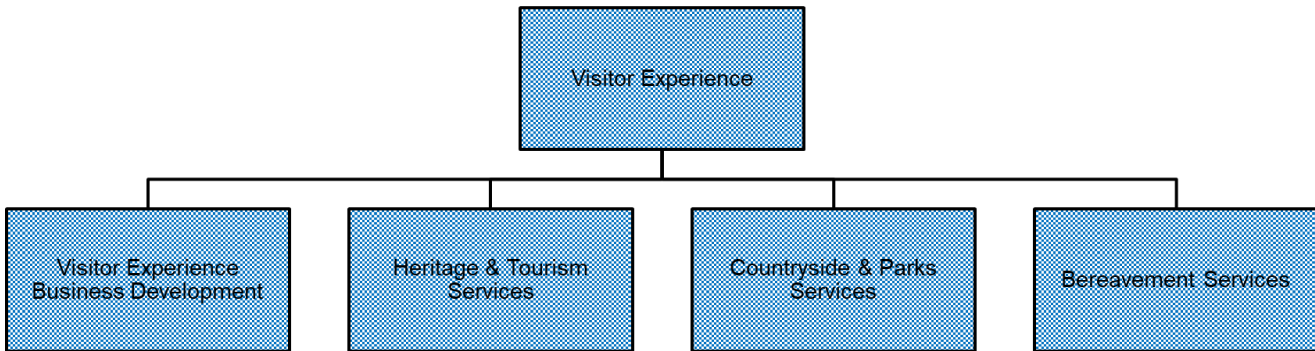 Visitor Experience
Visitor Experience
Business Development
Heritage & Tourism
Services
Countryside & Parks
Services
Bereavement Services